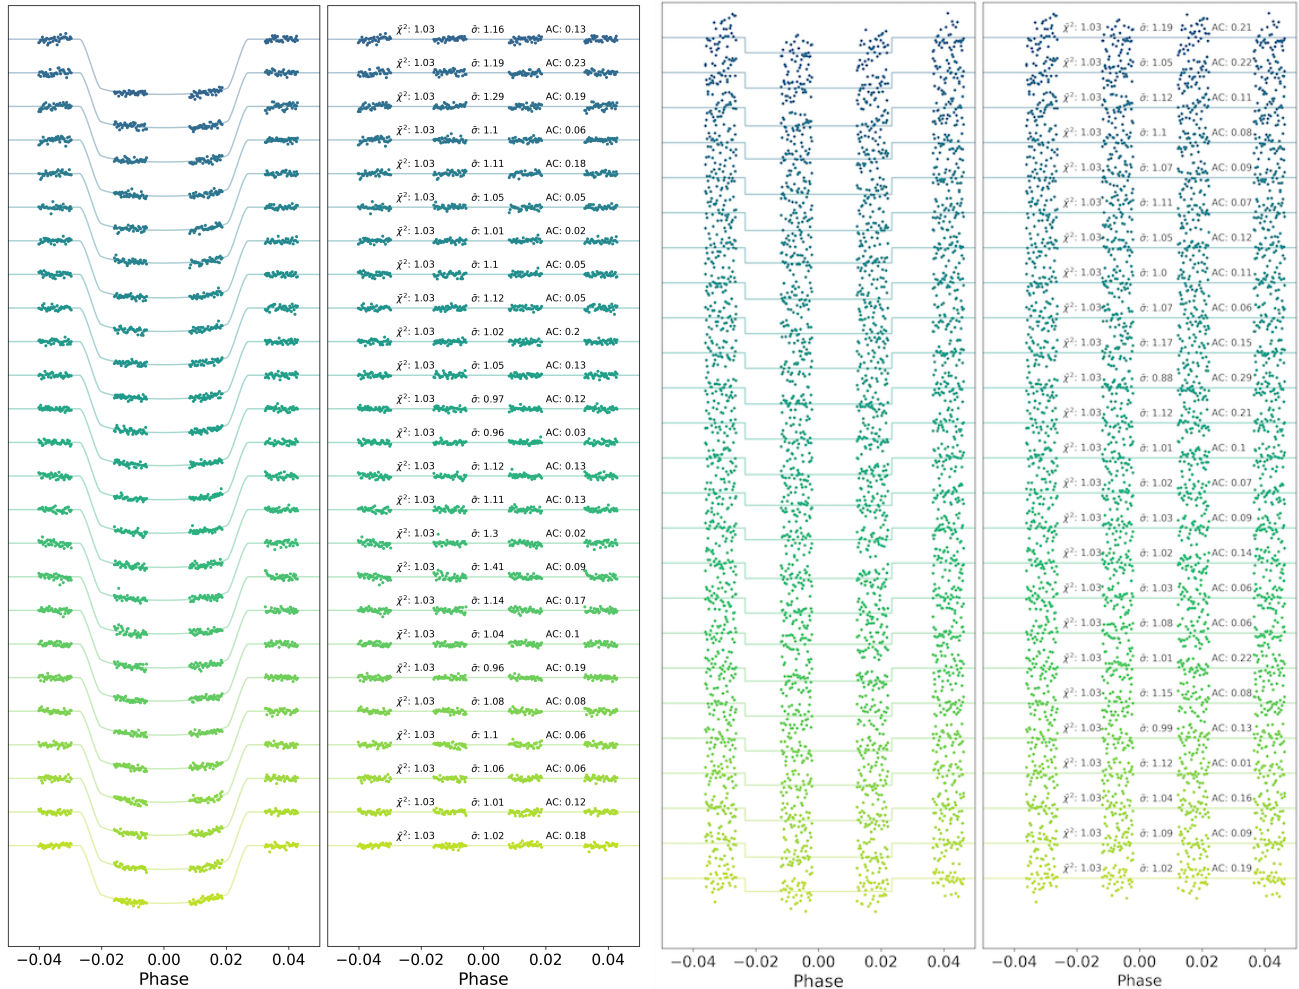 χ̄²: 1.03 σ̄: 1.16 AC: 0.13
χ̄²: 1.03 σ̄: 1.19 AC: 0.23
χ̄²: 1.03 σ̄: 1.29 AC: 0.19
χ̄²: 1.03 σ̄: 1.1 AC: 0.06
χ̄²: 1.03 σ̄: 1.11 AC: 0.18
χ̄²: 1.03 σ̄: 1.05 AC: 0.05
χ̄²: 1.03 σ̄: 1.01 AC: 0.02
χ̄²: 1.03 σ̄: 1.1 AC: 0.05
χ̄²: 1.03 σ̄: 1.12 AC: 0.05
χ̄²: 1.03 σ̄: 1.02 AC: 0.2
χ̄²: 1.03 σ̄: 1.05 AC: 0.13
χ̄²: 1.03 σ̄: 0.97 AC: 0.12
χ̄²: 1.03 σ̄: 0.96 AC: 0.03
χ̄²: 1.03 σ̄: 1.12 AC: 0.13
χ̄²: 1.03 σ̄: 1.11 AC: 0.13
χ̄²: 1.03 σ̄: 1.3 AC: 0.02
χ̄²: 1.03 σ̄: 1.41 AC: 0.09
χ̄²: 1.03 σ̄: 1.14 AC: 0.17
χ̄²: 1.03 σ̄: 1.04 AC: 0.1
χ̄²: 1.03 σ̄: 0.96 AC: 0.19
χ̄²: 1.03 σ̄: 1.08 AC: 0.08
χ̄²: 1.03 σ̄: 1.1 AC: 0.06
χ̄²: 1.03 σ̄: 1.06 AC: 0.06
χ̄²: 1.03 σ̄: 1.01 AC: 0.12
χ̄²: 1.03 σ̄: 1.02 AC: 0.18
−0.04 −0.02 0.00 0.02 0.04
Phase
−0.04 −0.02 0.00 0.02 0.04
Phase
χ̄²: 1.03 σ̄: 1.19 AC: 0.21
χ̄²: 1.03 σ̄: 1.05 AC: 0.22
χ̄²: 1.03 σ̄: 1.12 AC: 0.11
χ̄²: 1.03 σ̄: 1.1 AC: 0.08
χ̄²: 1.03 σ̄: 1.07 AC: 0.09
χ̄²: 1.03 σ̄: 1.11 AC: 0.07
χ̄²: 1.03 σ̄: 1.05 AC: 0.12
χ̄²: 1.03 σ̄: 1.0 AC: 0.11
χ̄²: 1.03 σ̄: 1.07 AC: 0.06
χ̄²: 1.03 σ̄: 1.17 AC: 0.15
χ̄²: 1.03 σ̄: 0.88 AC: 0.29
χ̄²: 1.03 σ̄: 1.12 AC: 0.21
χ̄²: 1.03 σ̄: 1.01 AC: 0.1
χ̄²: 1.03 σ̄: 1.02 AC: 0.07
χ̄²: 1.03 σ̄: 1.03 AC: 0.09
χ̄²: 1.03 σ̄: 1.02 AC: 0.14
χ̄²: 1.03 σ̄: 1.03 AC: 0.06
χ̄²: 1.03 σ̄: 1.08 AC: 0.06
χ̄²: 1.03 σ̄: 1.01 AC: 0.22
χ̄²: 1.03 σ̄: 1.15 AC: 0.08
χ̄²: 1.03 σ̄: 0.99 AC: 0.13
χ̄²: 1.03 σ̄: 1.12 AC: 0.01
χ̄²: 1.03 σ̄: 1.04 AC: 0.16
χ̄²: 1.03 σ̄: 1.09 AC: 0.09
χ̄²: 1.03 σ̄: 1.02 AC: 0.19
−0.04 −0.02 0.00 0.02 0.04
Phase
−0.04 −0.02 0.00 0.02 0.04
Phase